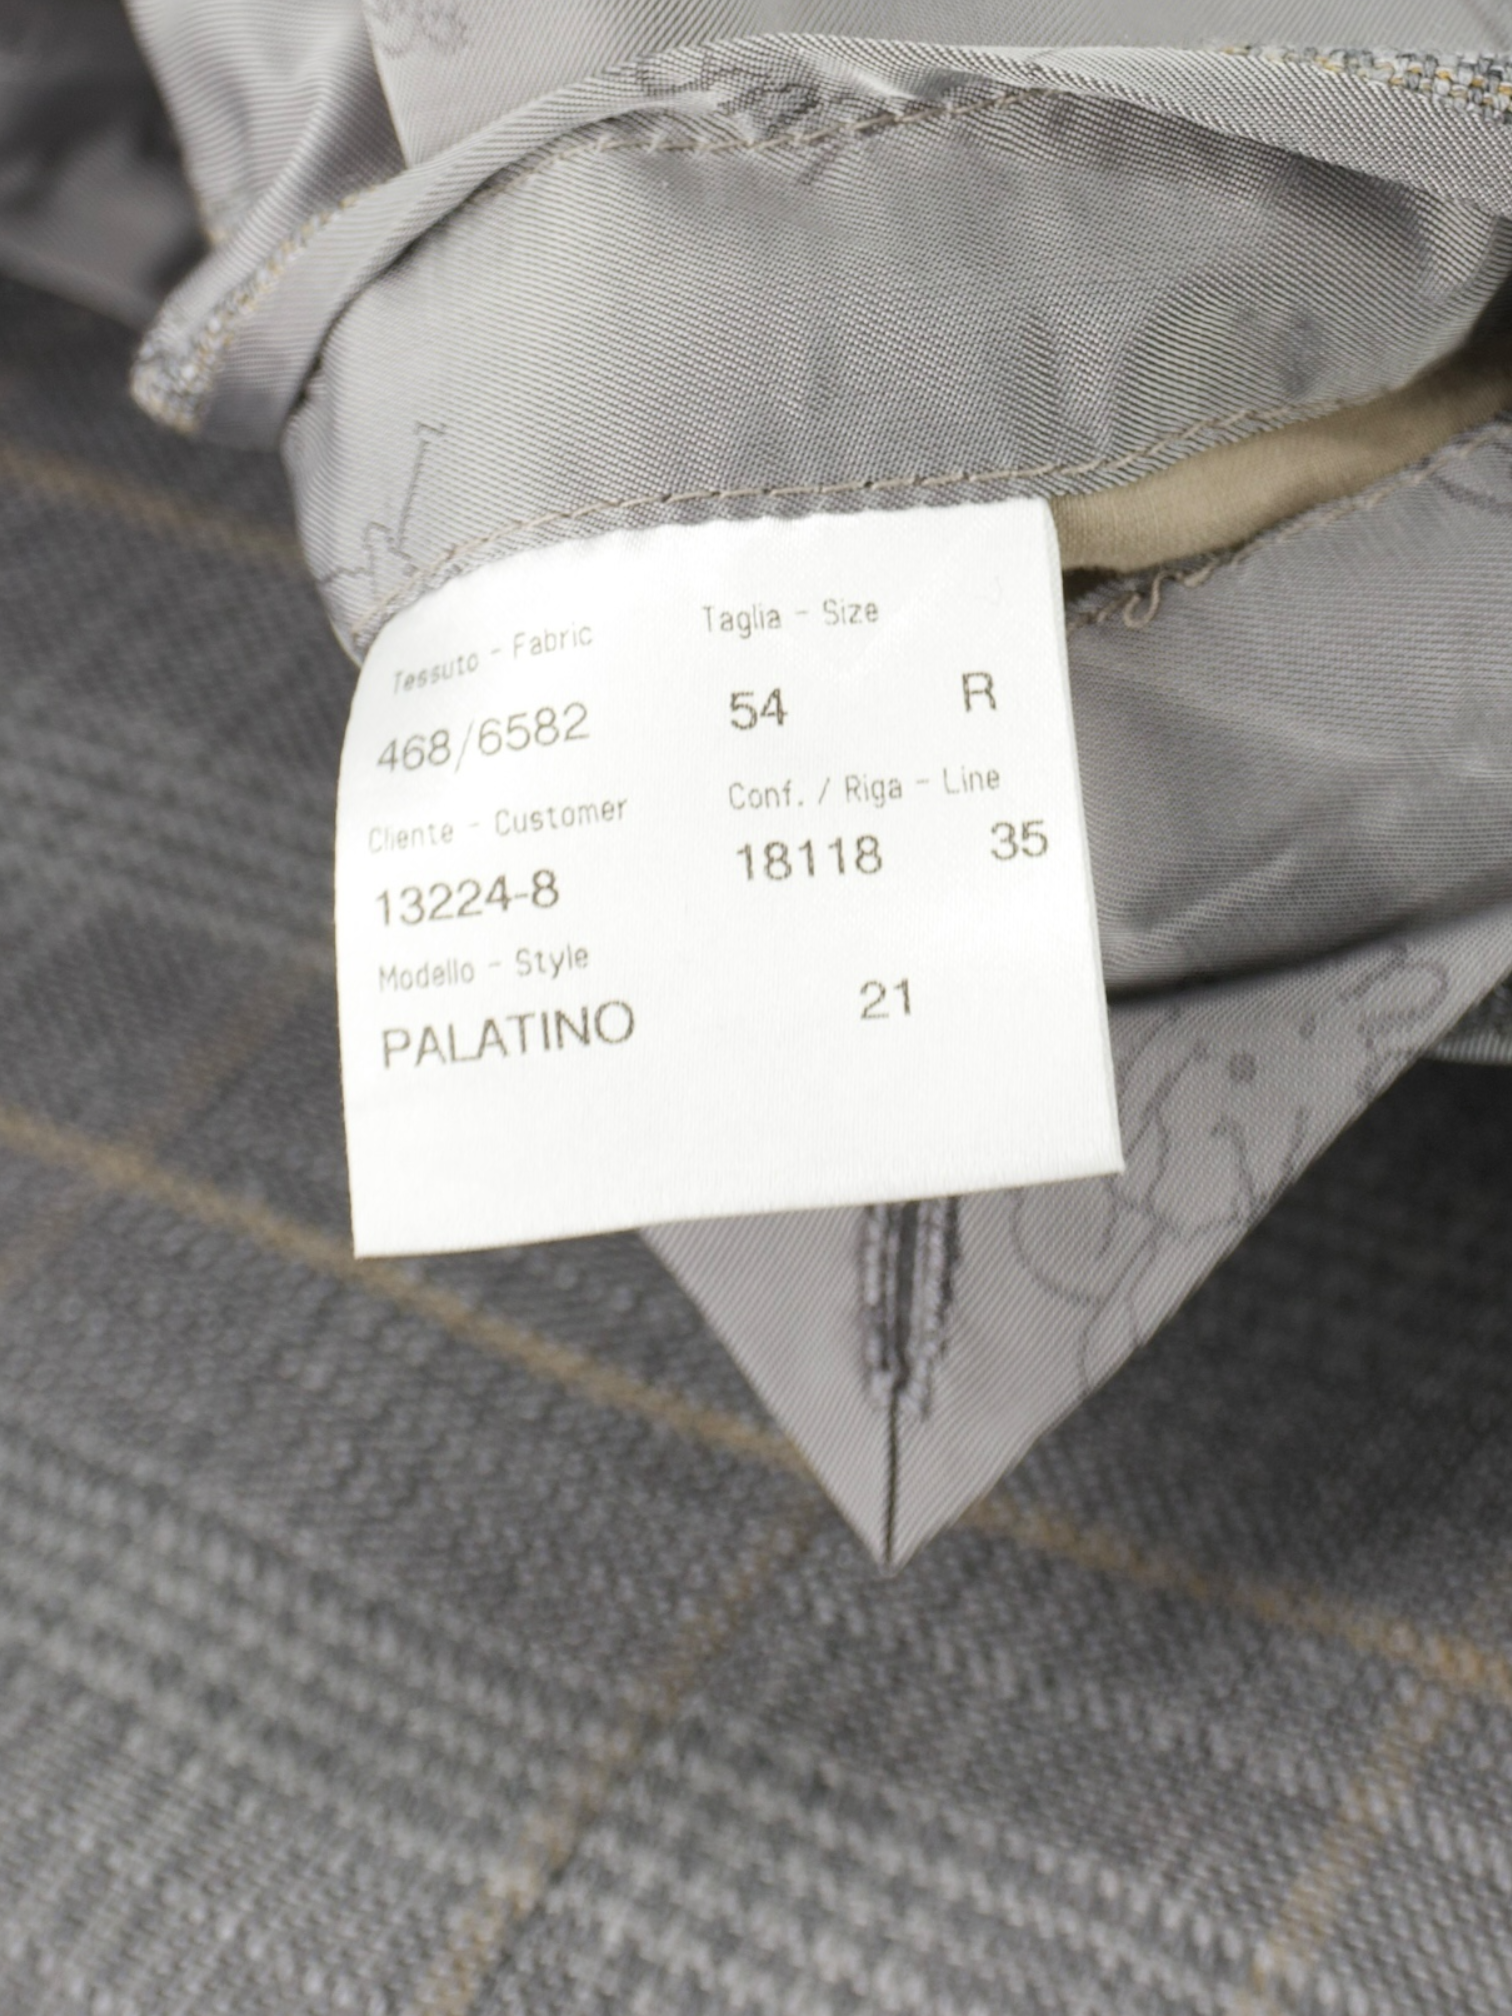 Tessuto - Fabric Taglia - Size
468/6582 54 R
Cliente - Customer Conf. / Riga - Line
13224-8 18118 35
Modello - Style
PALATINO 21